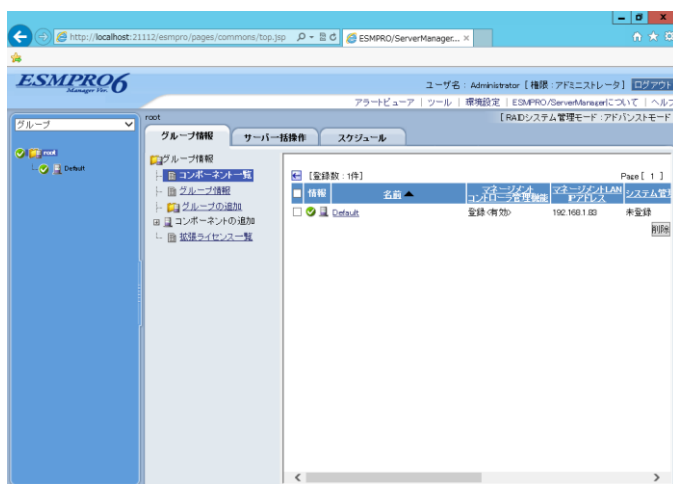 http://localhost:21112/esmpro/pages/commons/top.jsp
ESMPRO/ServerManager... ×
ESMPRO6
Manager Ver.
ユーザ名 : Administrator [ 権限 : アドミニストレータ ] ログアウト
アラートビューア | ツール | 環境設定 | ESMPRO/ServerManagerについて | ヘルプ
グループ
root
[ RAIDシステム管理モード : アドバンストモード
グループ情報 サーバー括操作 スケジュール
root
Default
グループ情報
コンポーネント一覧
グループ情報
グループの追加
コンポーネントの追加
拡張ライセンス一覧
[登録数 : 1件] Page [ 1 ]
情報 名前▲ マネージメントコントローラ管理機能 マネージメントLAN IPアドレス システム管理
Default 登録<有効> 192.168.1.83 未登録
削除